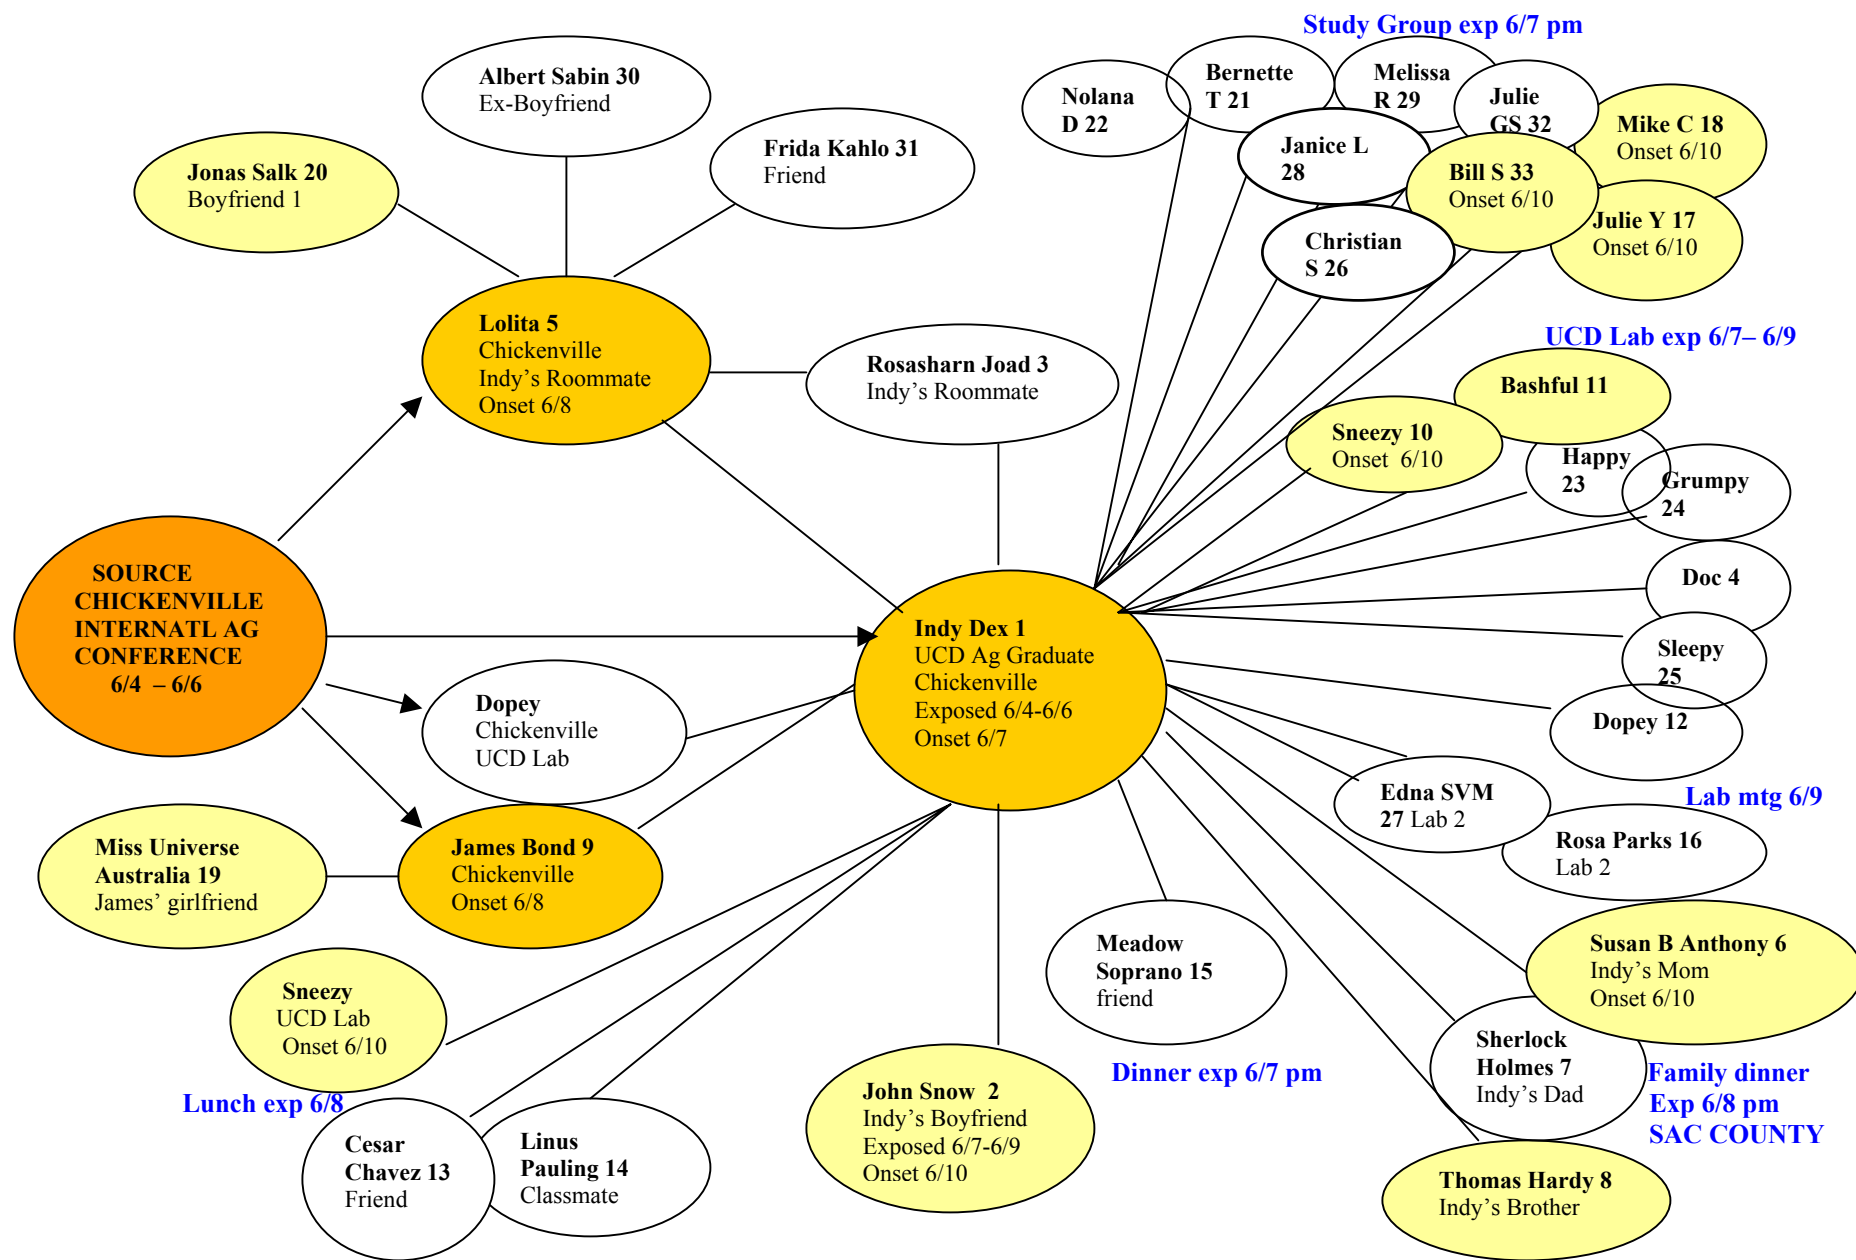 Study Group exp 6/7 pm
Albert Sabin 30
Ex-Boyfriend
Nolana
D 22
Bernette
T 21
Melissa
R 29
Julie
GS 32
Mike C 18
Onset 6/10
Janice L
28
Bill S 33
Onset 6/10
Julie Y 17
Onset 6/10
Christian
S 26
Jonas Salk 20
Boyfriend 1
Frida Kahlo 31
Friend
Lolita 5
Chickenville
Indy’s Roommate
Onset 6/8
Rosasharn Joad 3
Indy’s Roommate
UCD Lab exp 6/7– 6/9
Bashful 11
Sneezy 10
Onset 6/10
Happy
23
Grumpy
24
Doc 4
Sleepy
25
Dopey 12
SOURCE
CHICKENVILLE
INTERNATL AG
CONFERENCE
6/4 – 6/6
Indy Dex 1
UCD Ag Graduate
Chickenville
Exposed 6/4-6/6
Onset 6/7
Dopey
Chickenville
UCD Lab
Edna SVM
27 Lab 2
Lab mtg 6/9
Rosa Parks 16
Lab 2
Miss Universe
Australia 19
James’ girlfriend
James Bond 9
Chickenville
Onset 6/8
Sneezy
UCD Lab
Onset 6/10
Lunch exp 6/8
Cesar
Chavez 13
Friend
Linus
Pauling 14
Classmate
John Snow 2
Indy’s Boyfriend
Exposed 6/7-6/9
Onset 6/10
Meadow
Soprano 15
friend
Dinner exp 6/7 pm
Susan B Anthony 6
Indy’s Mom
Onset 6/10
Sherlock
Holmes 7
Indy’s Dad
Family dinner
Exp 6/8 pm
SAC COUNTY
Thomas Hardy 8
Indy’s Brother